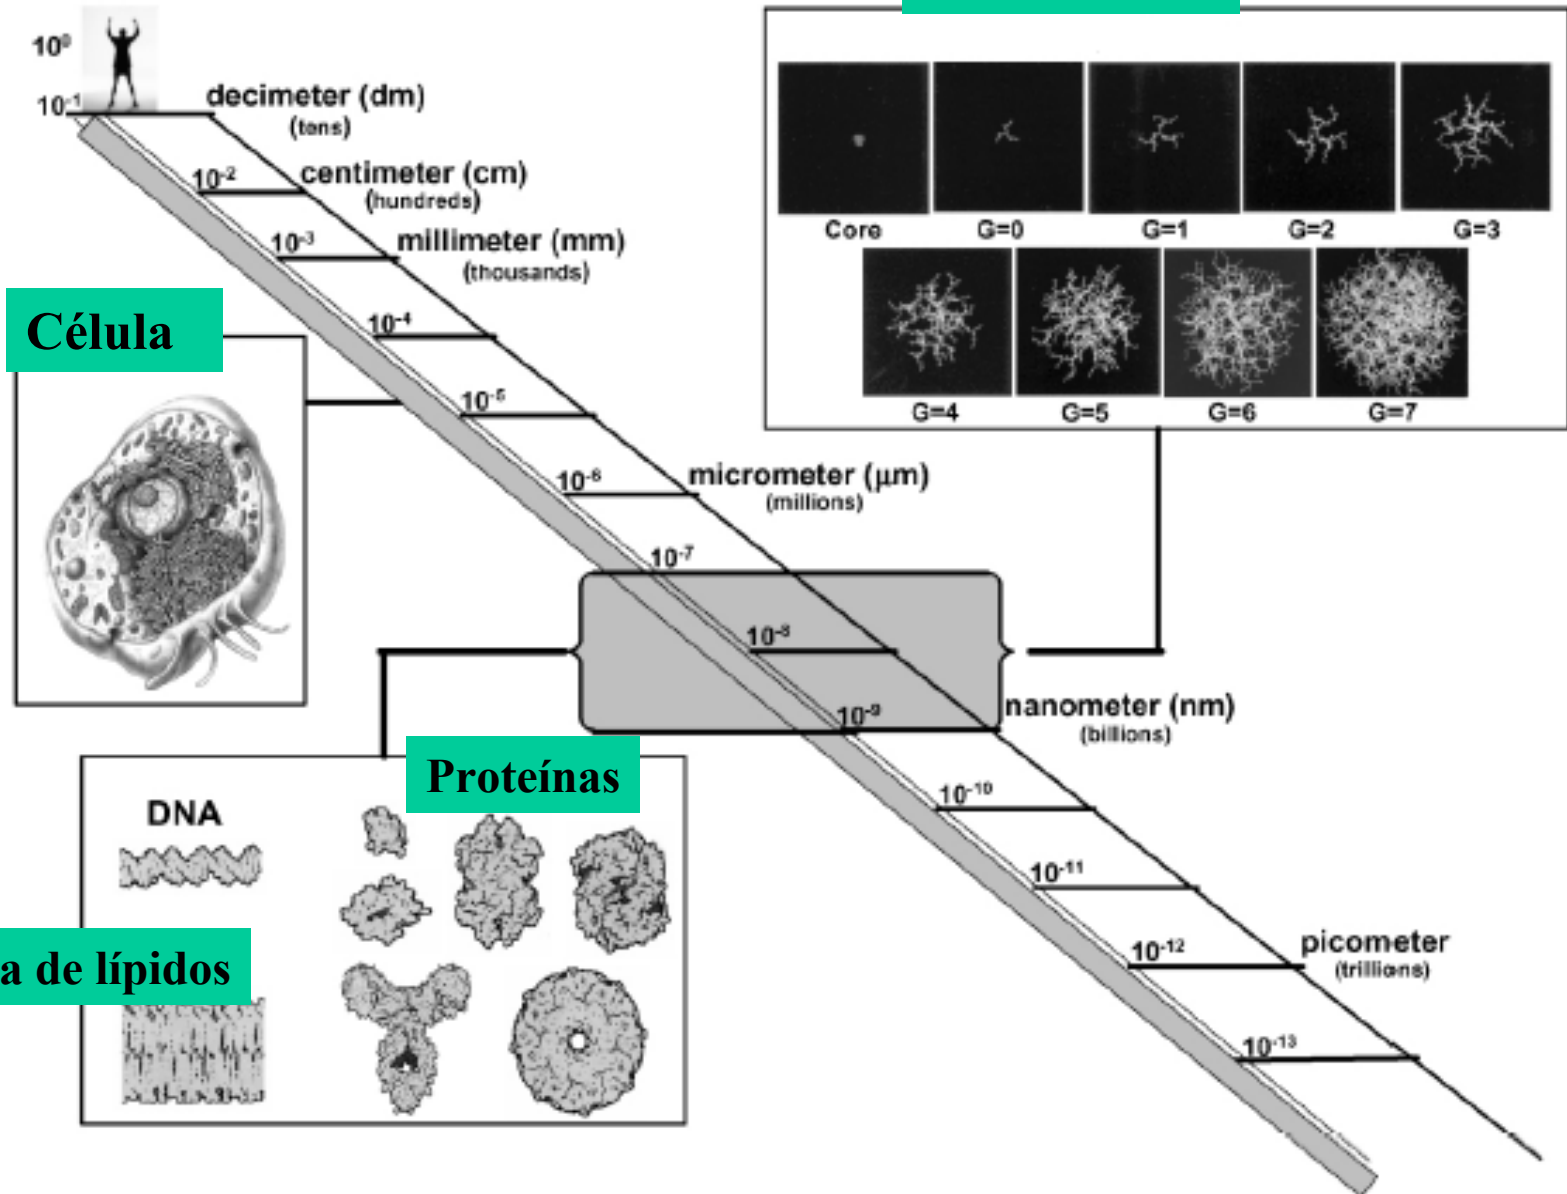 10⁰
10⁻¹
decimeter (dm)
(tens)
10⁻²
centimeter (cm)
(hundreds)
10⁻³
millimeter (mm)
(thousands)
10⁻⁴
10⁻⁵
10⁻⁶
micrometer (μm)
(millions)
10⁻⁷
10⁻⁸
10⁻⁹
nanometer (nm)
(billions)
10⁻¹⁰
10⁻¹¹
10⁻¹²
picometer
(trillions)
10⁻¹³
Core G=0 G=1 G=2 G=3
G=4 G=5 G=6 G=7
Célula
Proteínas
DNA
a de lípidos